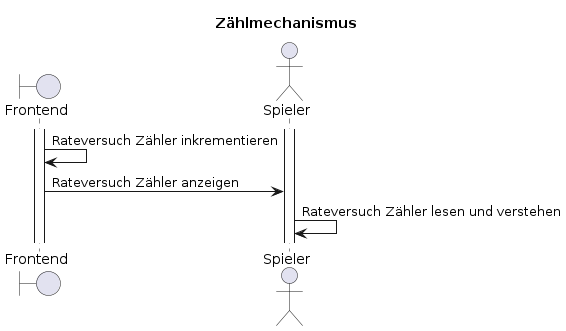 Zählmechanismus
Frontend
Spieler
Rateversuch Zähler inkrementieren
Rateversuch Zähler anzeigen
Rateversuch Zähler lesen und verstehen
Frontend
Spieler